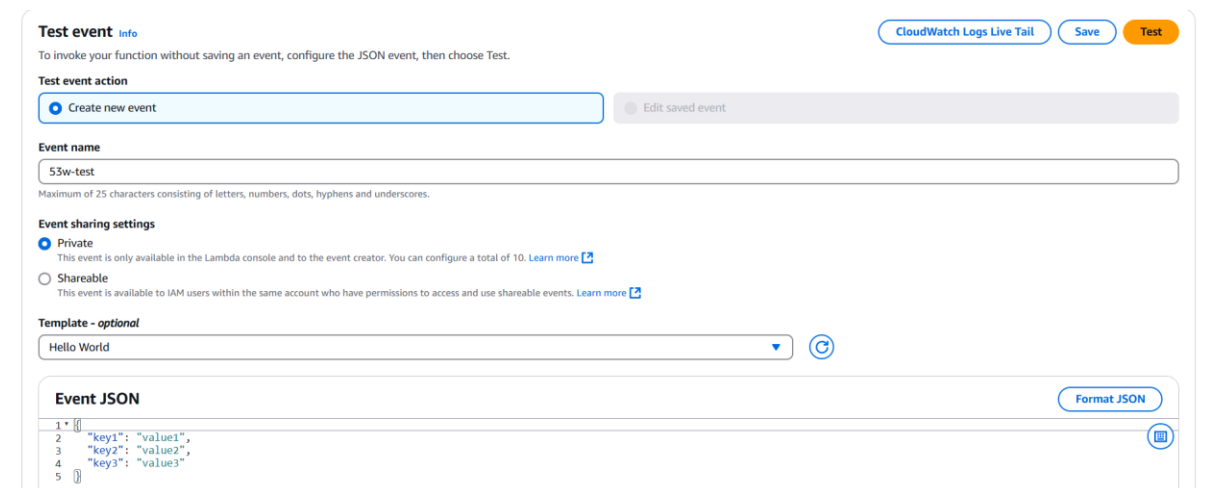 Test event Info
CloudWatch Logs Live Tail
Save
Test
To invoke your function without saving an event, configure the JSON event, then choose Test.
Test event action
Create new event
Edit saved event
Event name
53w-test
Maximum of 25 characters consisting of letters, numbers, dots, hyphens and underscores.
Event sharing settings
Private
This event is only available in the Lambda console and to the event creator. You can configure a total of 10. Learn more
Shareable
This event is available to IAM users within the same account who have permissions to access and use shareable events. Learn more
Template - optional
Hello World
Event JSON
Format JSON
1 {
2 "key1": "value1",
3 "key2": "value2",
4 "key3": "value3"
5 }